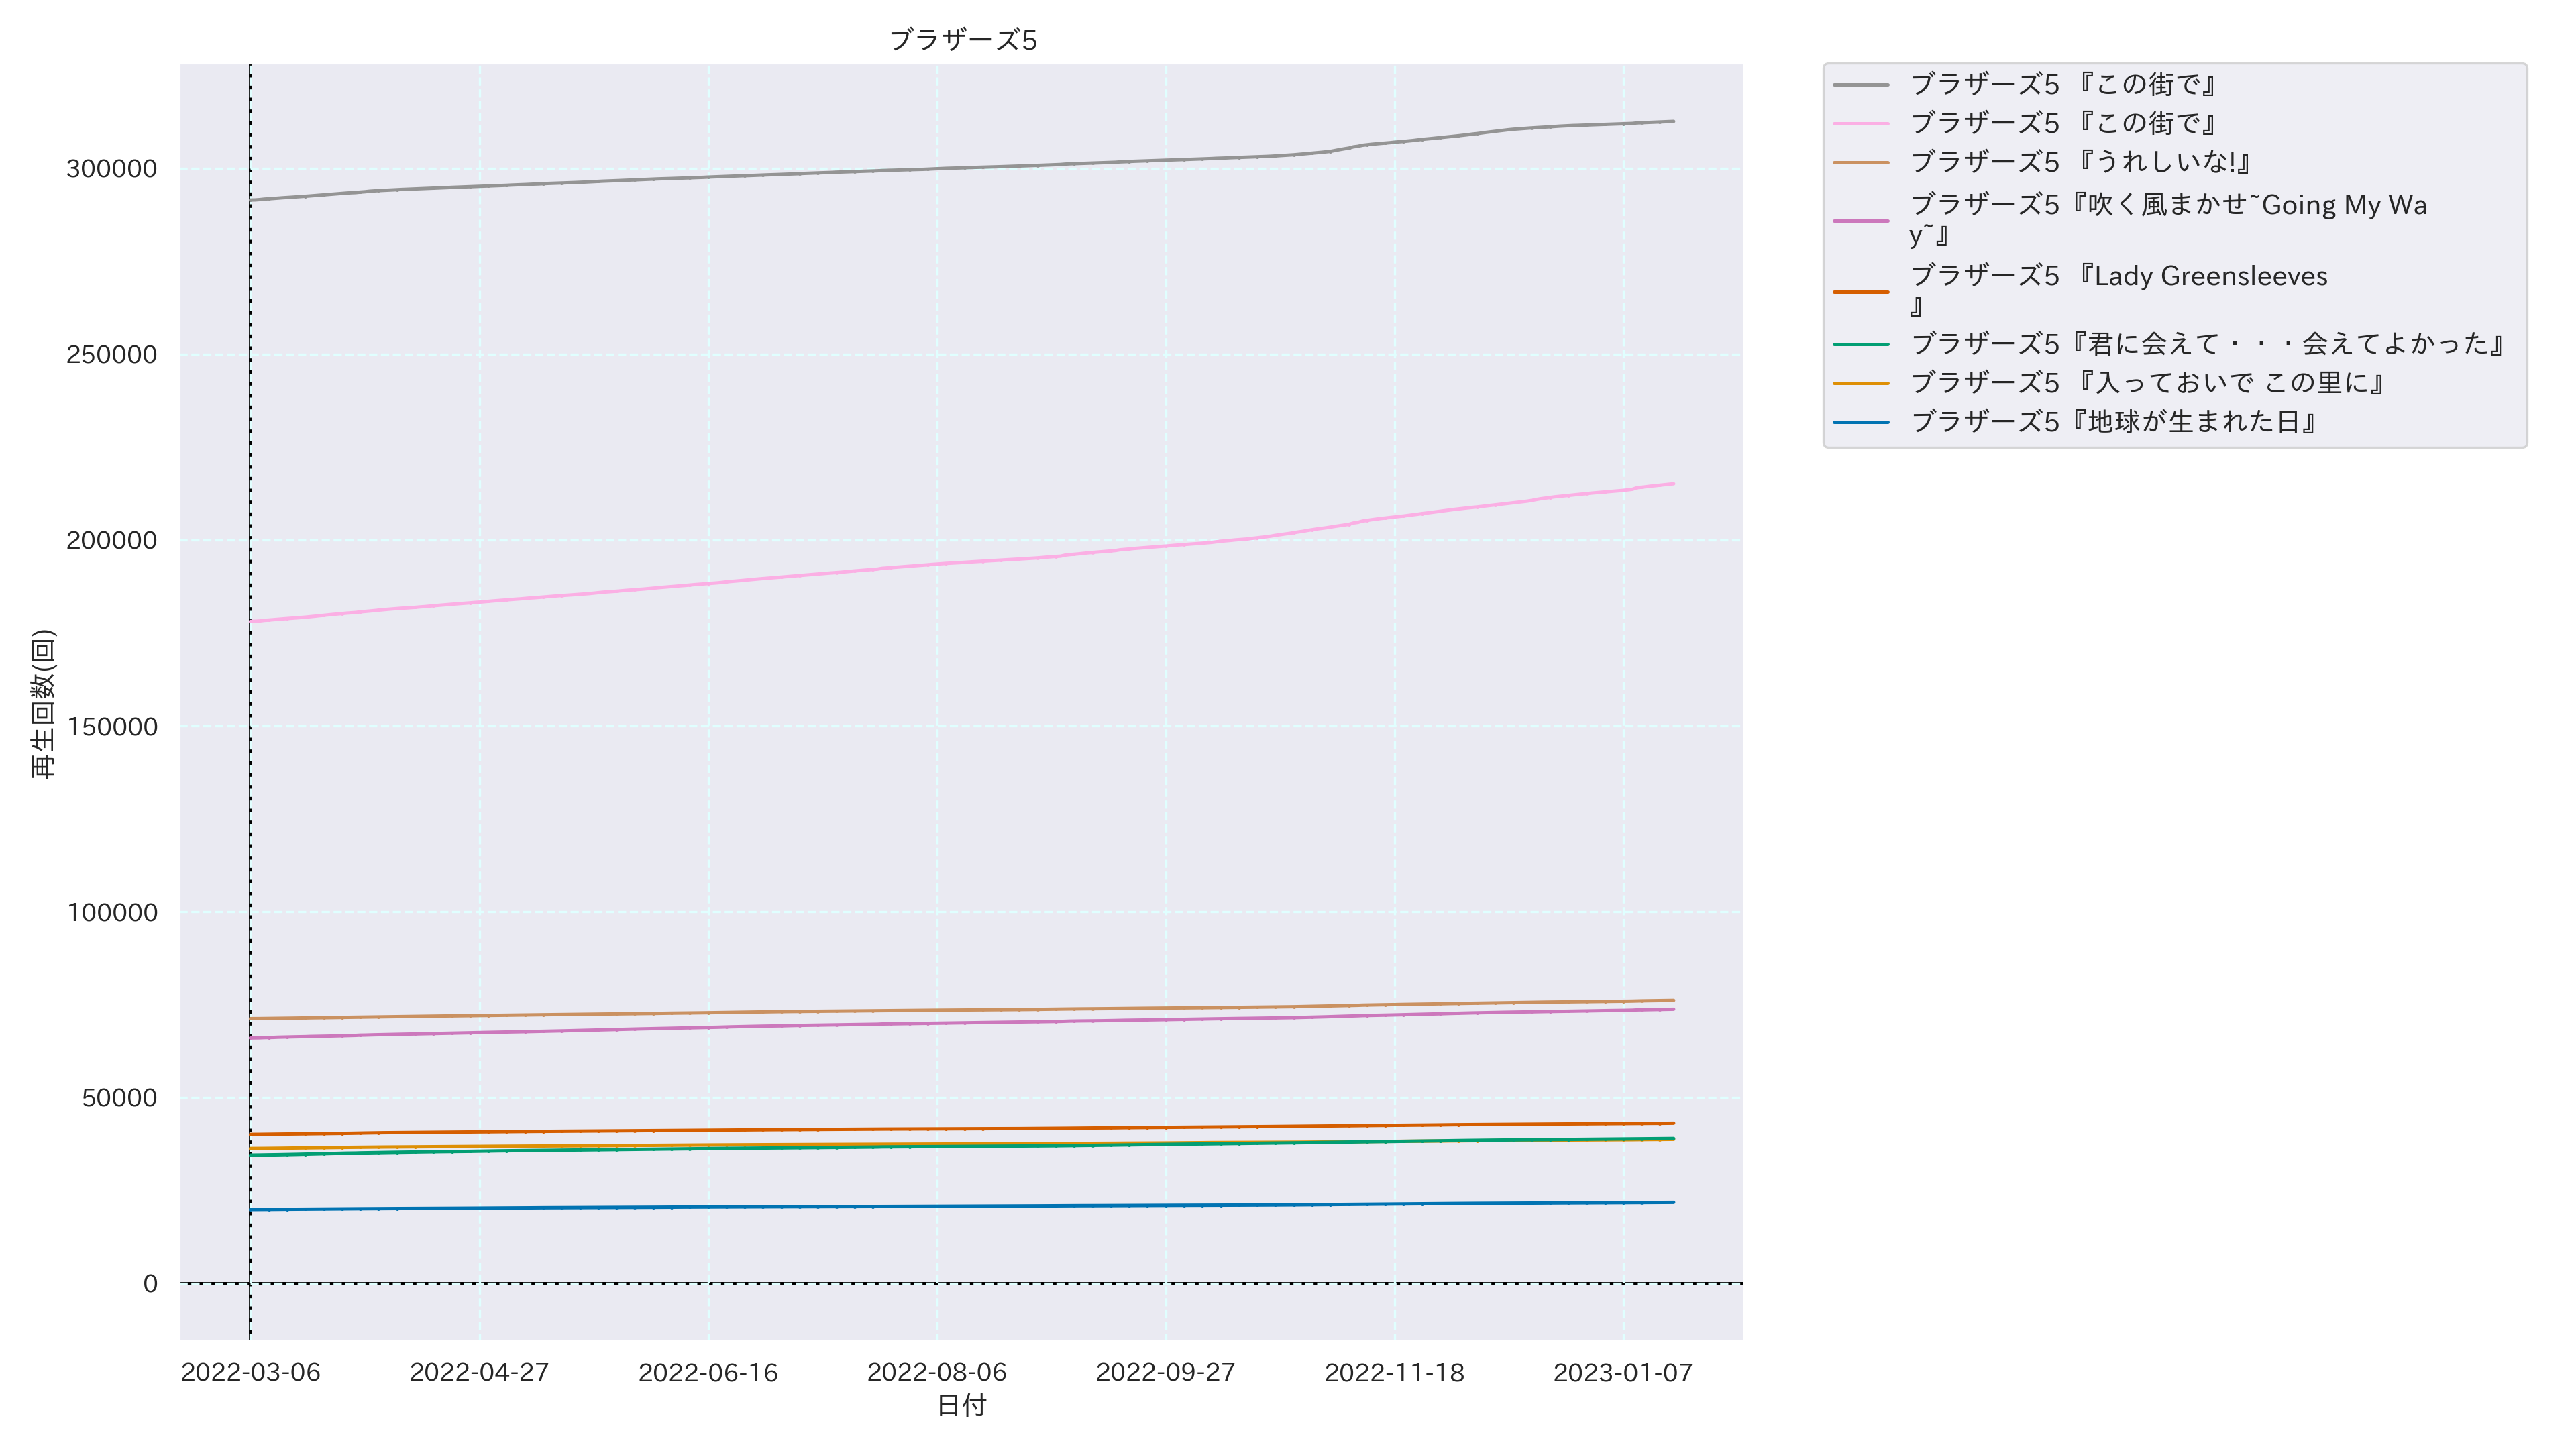 ブラザーズ5
300000
250000
200000
150000
100000
50000
0
再生回数(回)
2022-03-06
2022-04-27
2022-06-16
2022-08-06
2022-09-27
2022-11-18
2023-01-07
日付
ブラザーズ5 『この街で』
ブラザーズ5 『この街で』
ブラザーズ5 『うれしいな!』
ブラザーズ5『吹く風まかせ~Going My Wa
y~』
ブラザーズ5 『Lady Greensleeves
』
ブラザーズ5『君に会えて・・・会えてよかった』
ブラザーズ5 『入っておいで この里に』
ブラザーズ5『地球が生まれた日』